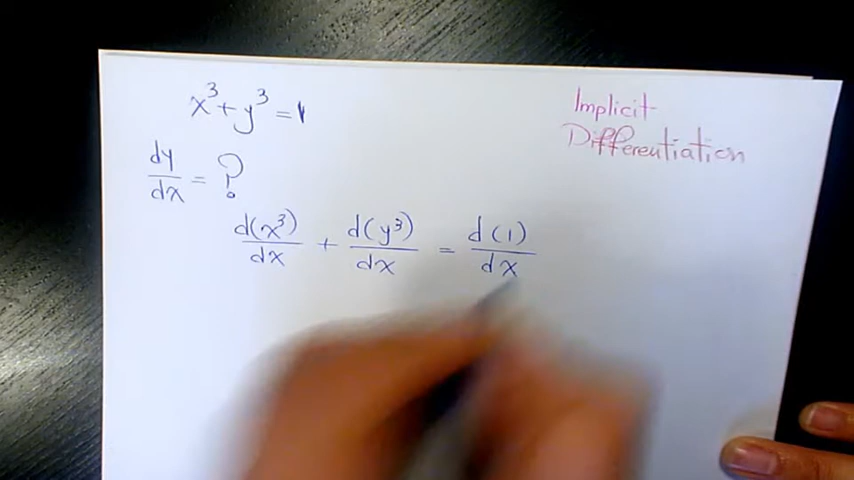 x³ + y³ = 1
Implicit
Differentiation
dy/dx = ?
d(x³)/dx + d(y³)/dx = d(1)/dx